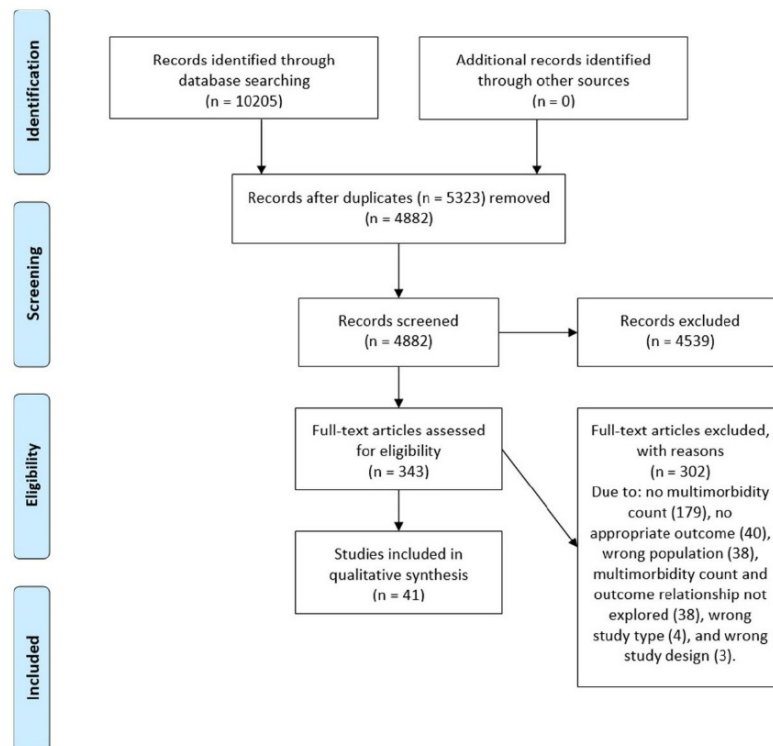 Identification
Records identified through
database searching
(n = 10205)
Additional records identified
through other sources
(n = 0)
Records after duplicates (n = 5323) removed
(n = 4882)
Screening
Records screened
(n = 4882)
Records excluded
(n = 4539)
Eligibility
Full-text articles assessed
for eligibility
(n = 343)
Full-text articles excluded,
with reasons
(n = 302)
Due to: no multimorbidity
count (179), no
appropriate outcome (40),
wrong population (38),
multimorbidity count and
outcome relationship not
explored (38), wrong
study type (4), and wrong
study design (3).
Studies included in
qualitative synthesis
(n = 41)
Included